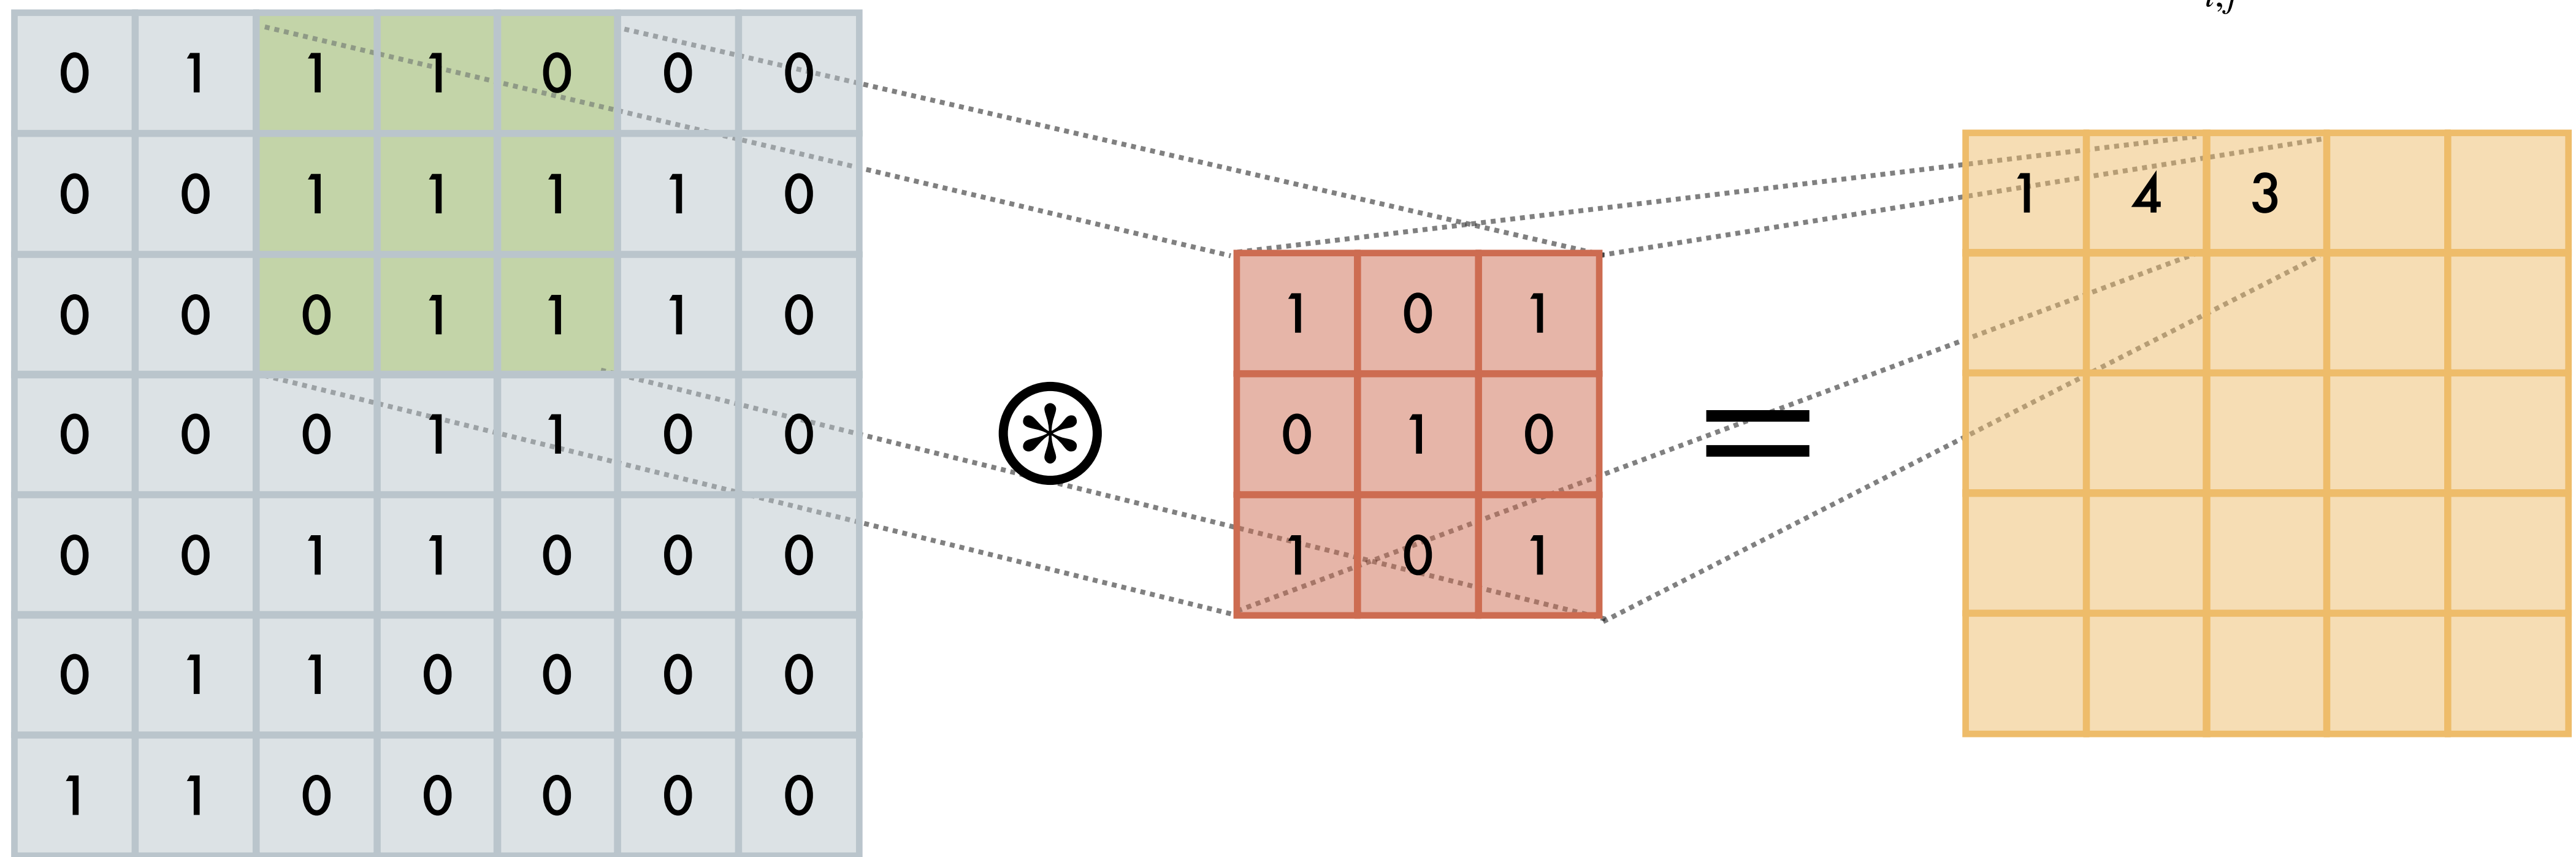 i,j
0 1 1 1 0 0 0
0 0 1 1 1 1 0 1 4 3
0 0 0 1 1 1 0 1 0 1
0 0 0 1 1 0 0 ⊛ 0 1 0 =
0 0 1 1 0 0 0 1 0 1
0 1 1 0 0 0 0
1 1 0 0 0 0 0